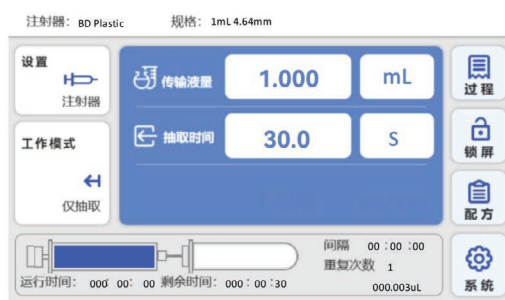 注射器： BD Plastic 规格： 1mL 4.64mm
设置
注射器
传输液量 1.000 mL
过程
抽取时间 30.0 S
锁屏
工作模式
仅抽取
配方
间隔 00 :00 :00
重复次数 1
运行时间： 000 00: 00 剩余时间： 000 : 00 :30 000.003uL
系统